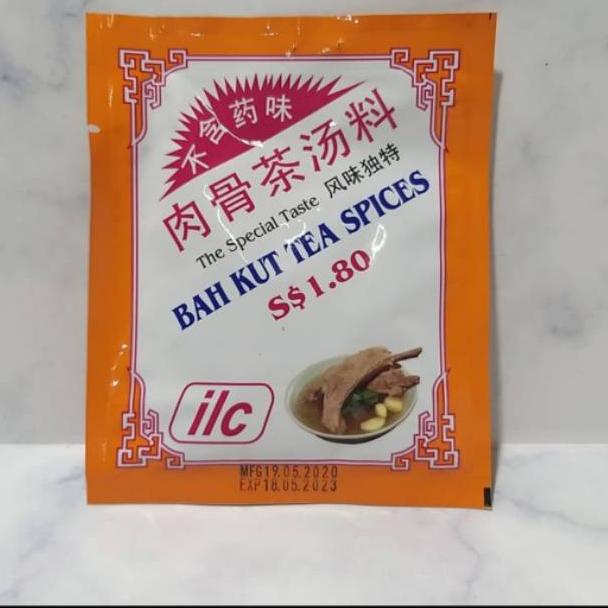 不含药味
肉骨茶汤料
The Special Taste 风味独特
BAH KUT TEA SPICES
S$1.80
ilc
MFG19.05.2020
EXP18.05.2023